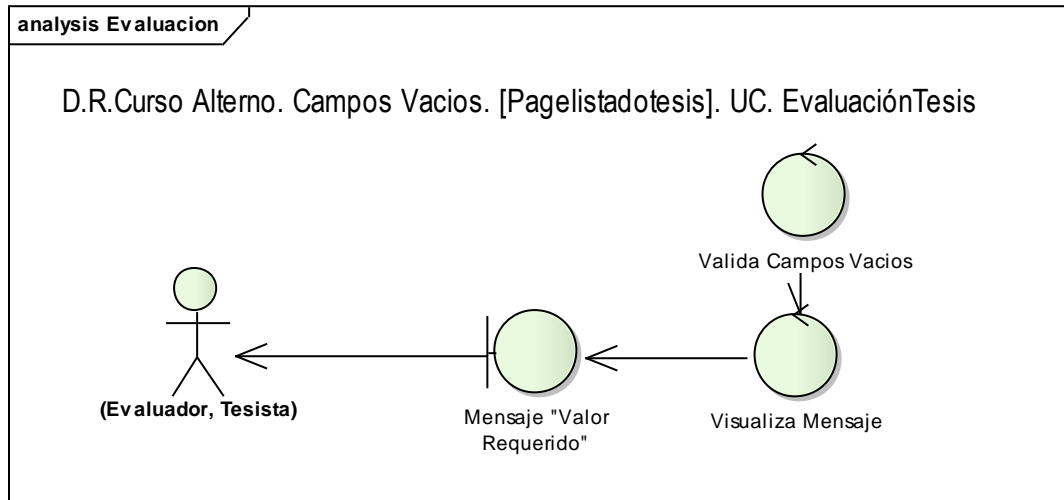 analysis Evaluacion
D.R.Curso Alterno. Campos Vacios. [Pagelistadotesis]. UC. EvaluaciónTesis
Valida Campos Vacios
(Evaluador, Tesista)
Mensaje "Valor
Requerido"
Visualiza Mensaje